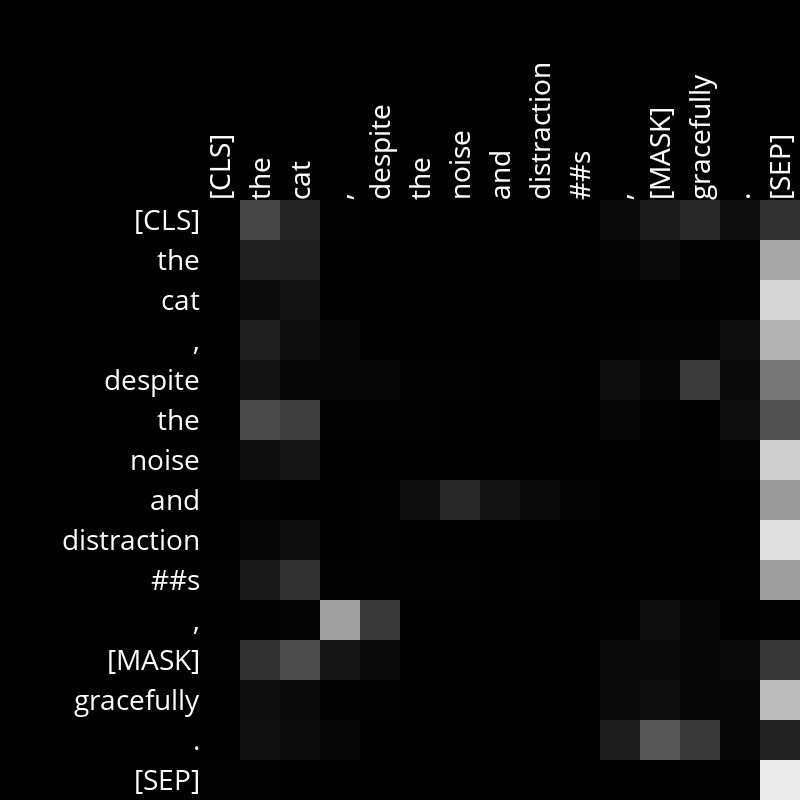 [CLS] the cat , despite the noise and distraction ##s , [MASK] gracefully . [SEP]
[CLS]
the
cat
,
despite
the
noise
and
distraction
##s
,
[MASK]
gracefully
.
[SEP]